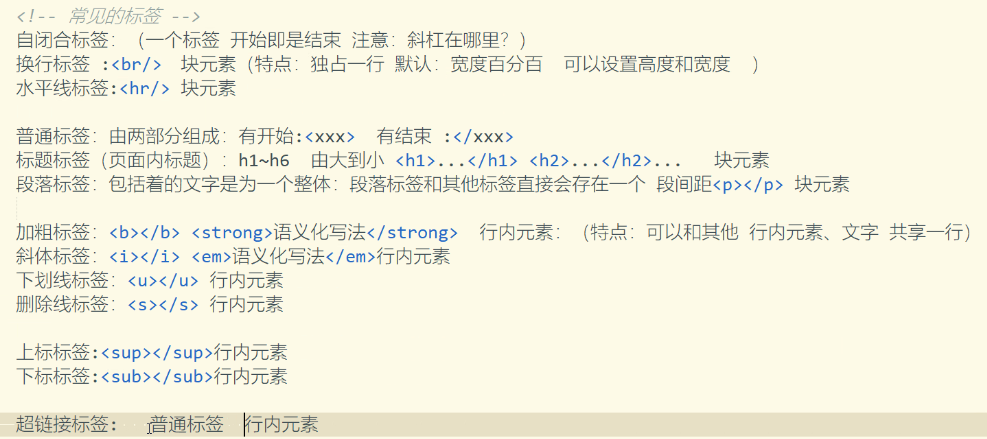 <!-- 常见的标签 -->
自闭合标签：（一个标签 开始即是结束 注意：斜杠在哪里？）
换行标签 :<br/>  块元素（特点：独占一行 默认：宽度百分百  可以设置高度和宽度  ）
水平线标签:<hr/> 块元素
普通标签：由两部分组成：有开始:<xxx>  有结束 :</xxx>
标题标签（页面内标题）：h1~h6  由大到小 <h1>...</h1> <h2>...</h2>...   块元素
段落标签：包括着的文字是为一个整体：段落标签和其他标签直接会存在一个 段间距<p></p> 块元素
加粗标签：<b></b> <strong>语义化写法</strong>  行内元素：（特点：可以和其他 行内元素、文字 共享一行）
斜体标签：<i></i> <em>语义化写法</em>行内元素
下划线标签：<u></u> 行内元素
删除线标签：<s></s> 行内元素
上标标签:<sup></sup>行内元素
下标标签:<sub></sub>行内元素
超链接标签：  普通标签  行内元素